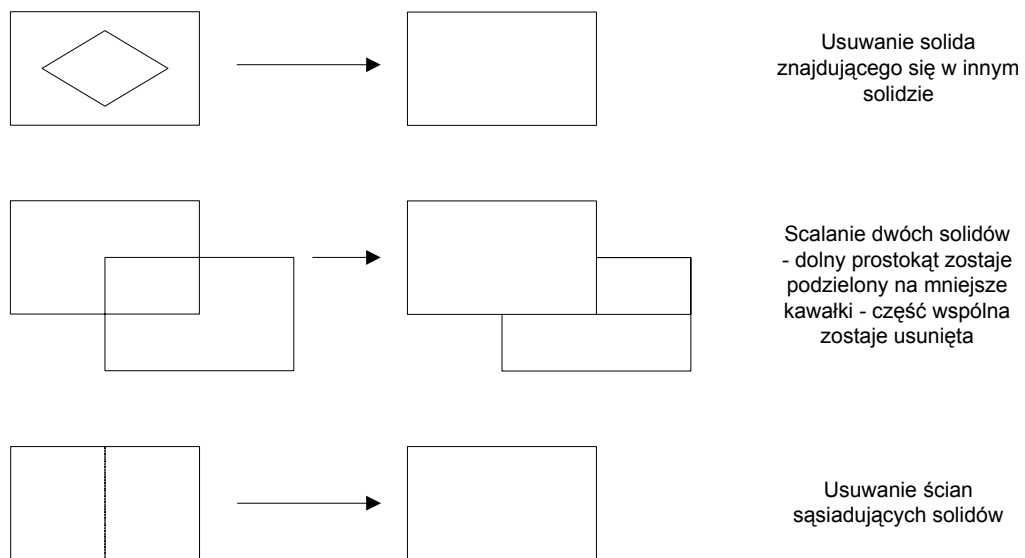 Usuwanie solida
znajdującego się w innym
solidzie
Scalanie dwóch solidów
- dolny prostokąt zostaje
podzielony na mniejsze
kawałki - część wspólna
zostaje usunięta
Usuwanie ścian
sąsiadujących solidów